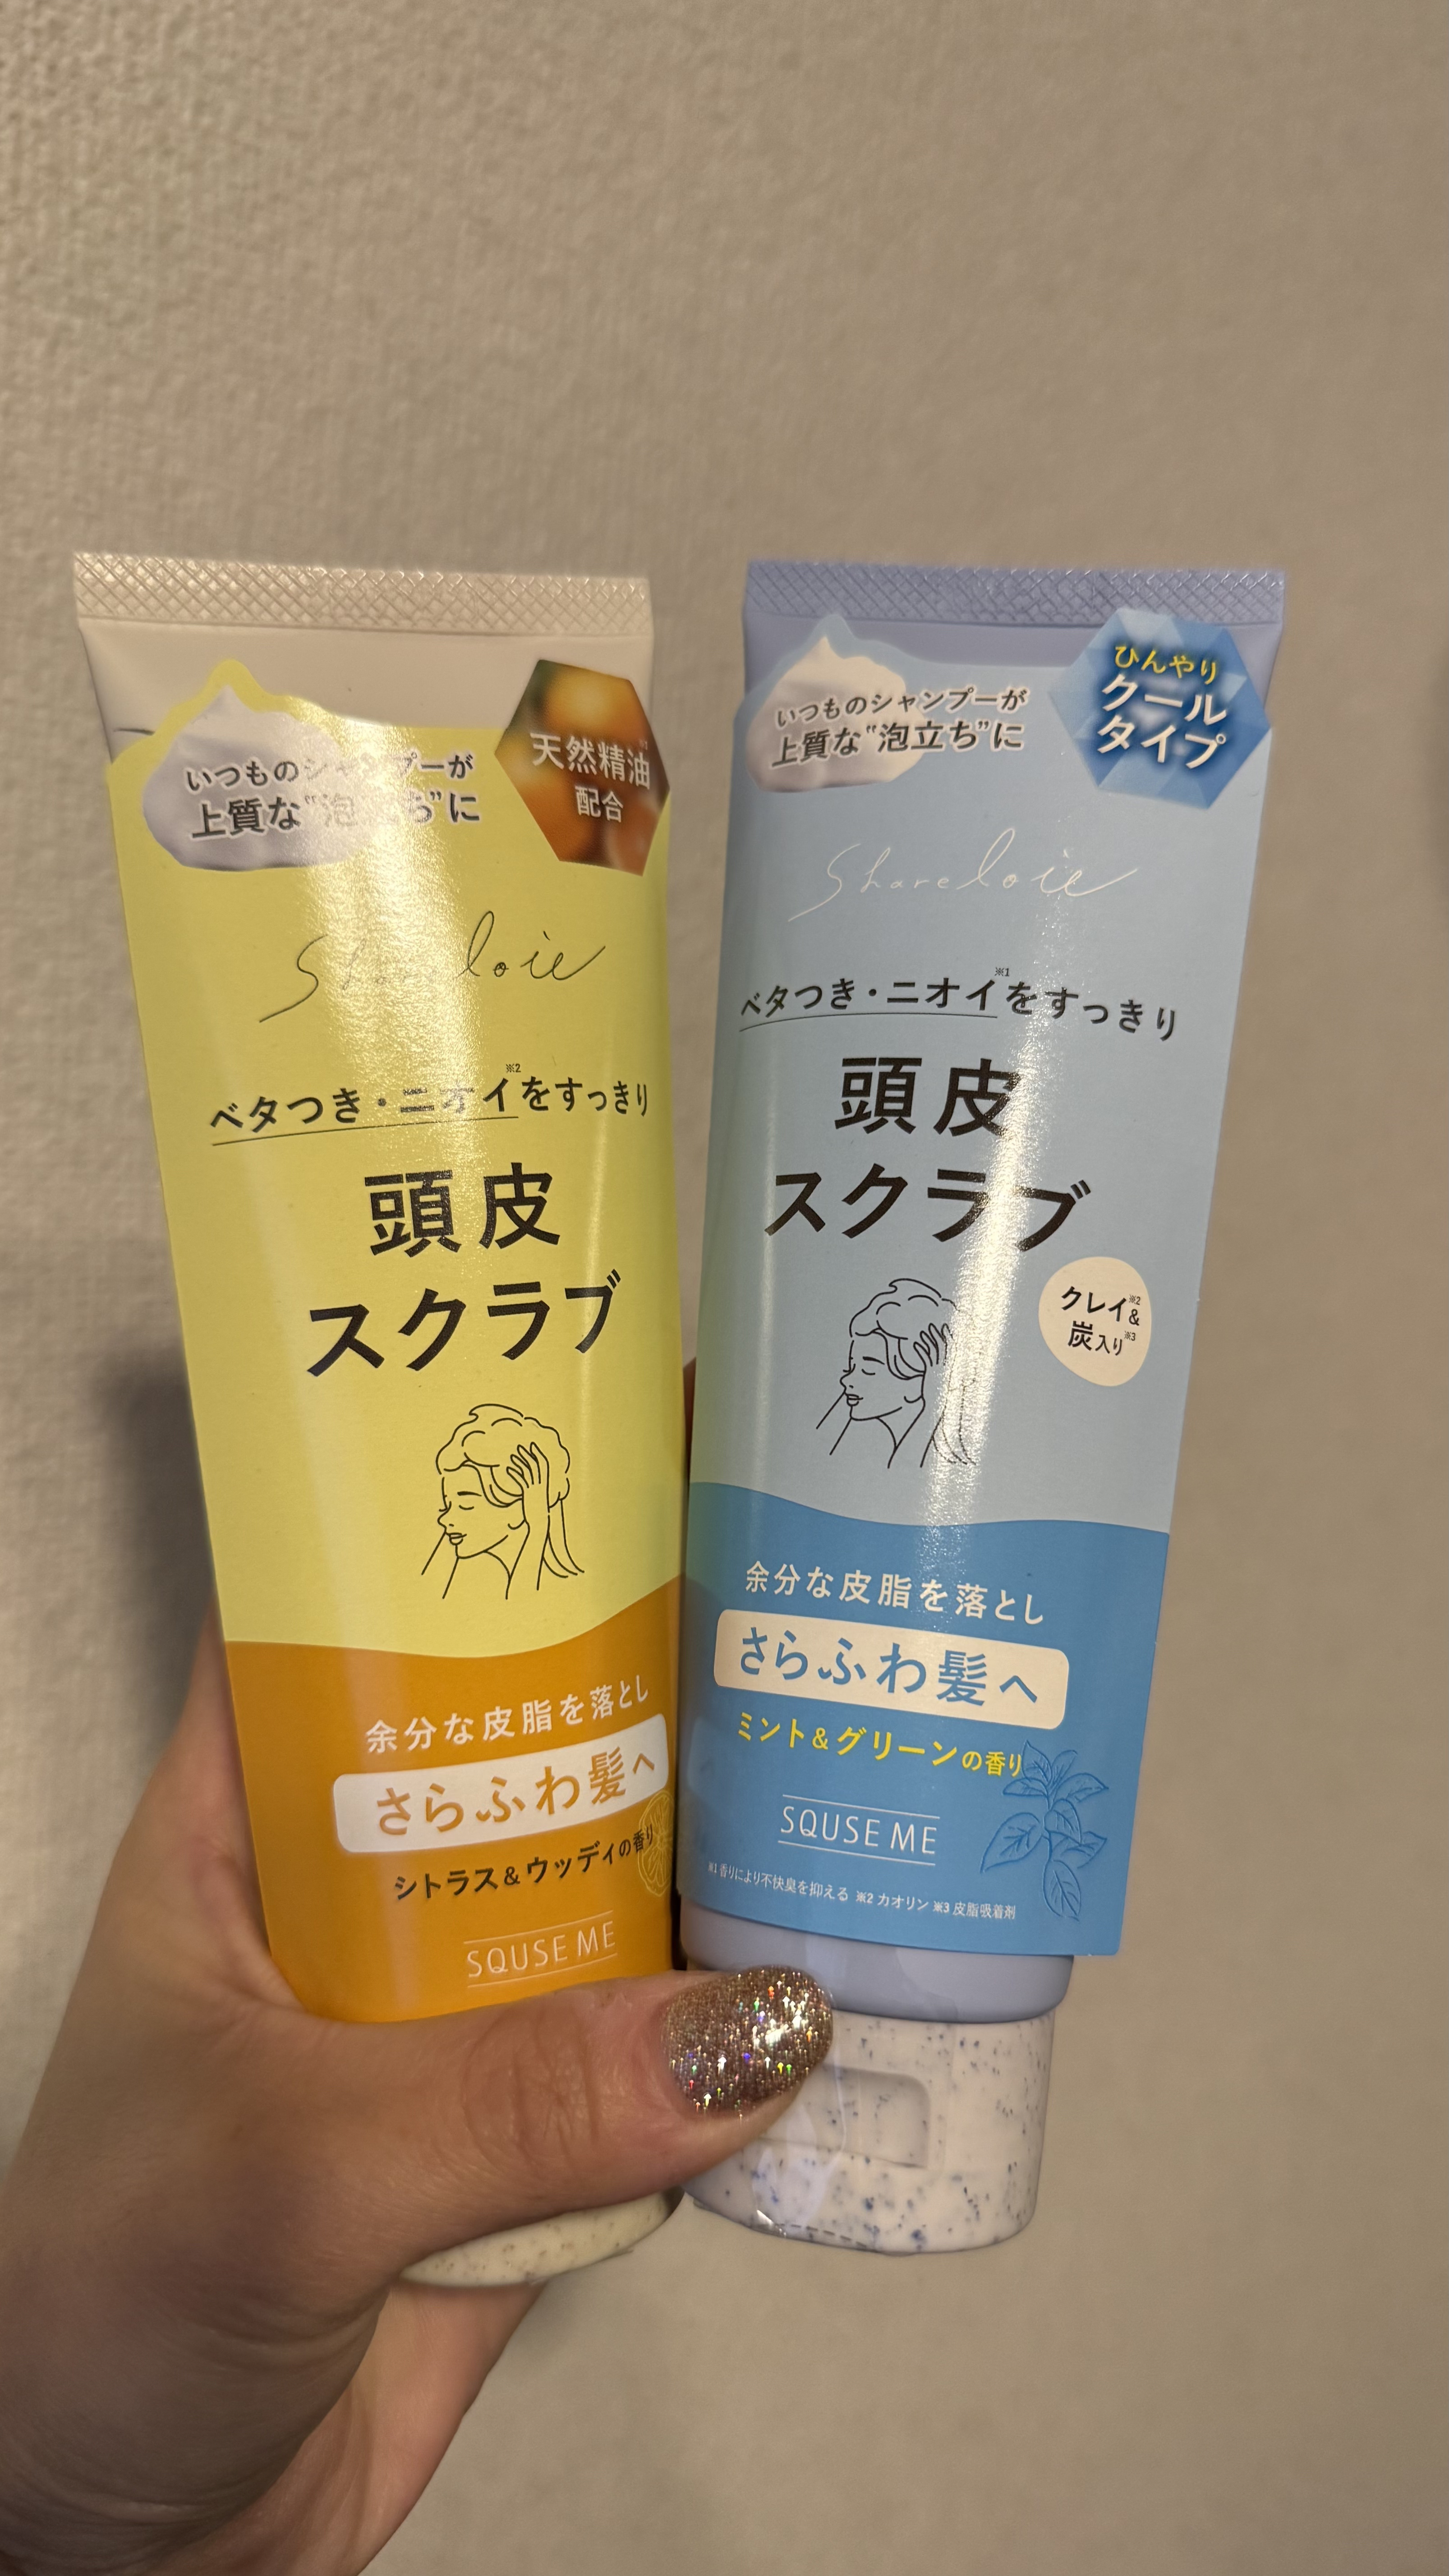 いつものシャンプーが
上質な"泡立ち"に
天然精油
配合
Shareloie
ベタつき・ニオイ※2をすっきり
頭皮
スクラブ
余分な皮脂を落とし
さらふわ髪へ
シトラス&ウッディの香り
SQUSE ME
いつものシャンプーが
上質な"泡立ち"に
ひんやり
クール
タイプ
Shareloie
ベタつき・ニオイ※1をすっきり
頭皮
スクラブ
クレイ※2&
炭入り※3
余分な皮脂を落とし
さらふわ髪へ
ミント&グリーンの香り
SQUSE ME
※1 香りにより不快臭を抑える ※2 カオリン ※3 皮脂吸着剤